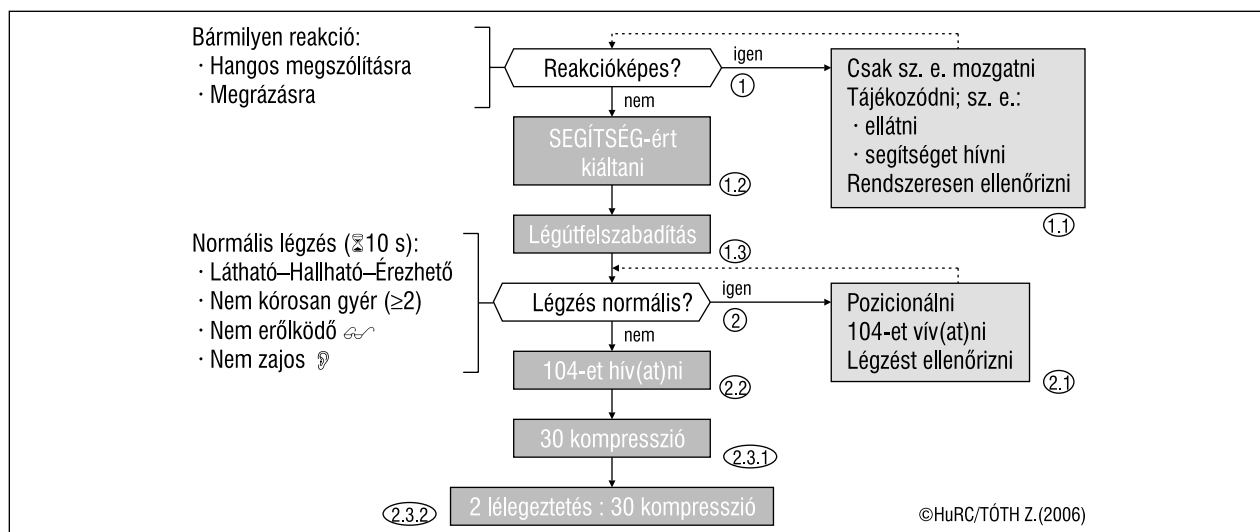 Bármilyen reakció:
· Hangos megszólításra
· Megrázásra
Reakcióképes?
igen
1
nem
Csak sz. e. mozgatni
Tájékozódni; sz. e.:
· ellátni
· segítséget hívni
Rendszeresen ellenőrizni
1.1
SEGÍTSÉG-ért
kiáltani
1.2
Légútfelszabadítás
1.3
Normális légzés (⌛10 s):
· Látható–Hallható–Érezhető
· Nem kórosan gyér (≥2)
· Nem erőlködő
· Nem zajos
Légzés normális?
igen
2
nem
Pozicionálni
104-et vív(at)ni
Légzést ellenőrizni
2.1
104-et hív(at)ni
2.2
30 kompresszió
2.3.1
2.3.2
2 lélegeztetés : 30 kompresszió
©HuRC/TÓTH Z.(2006)